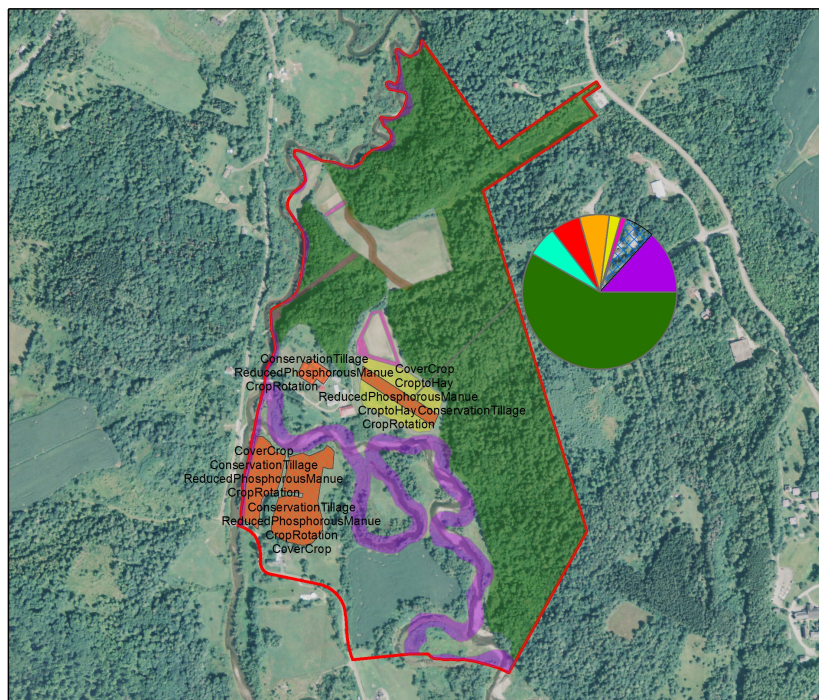 ConservationTillage
ReducedPhosphorousManue
CropRotation
CoverCrop
CroptoHay
ReducedPhosphorousManue
CroptoHay
ConservationTillage
CropRotation
CoverCrop
ConservationTillage
ReducedPhosphorousManue
CropRotation
ConservationTillage
ReducedPhosphorousManue
CropRotation
CoverCrop